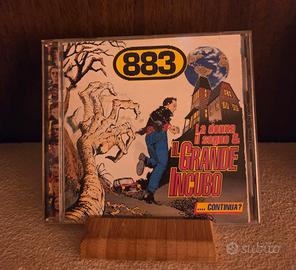 883
La donna
il sogno &
IL GRANDE
INCUBO
.... CONTINUA?
subito